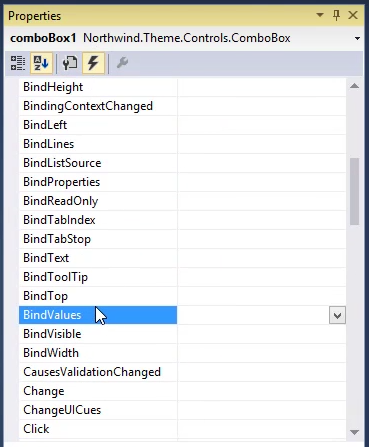 Properties
comboBox1 Northwind.Theme.Controls.ComboBox
BindHeight
BindingContextChanged
BindLeft
BindLines
BindListSource
BindProperties
BindReadOnly
BindTabIndex
BindTabStop
BindText
BindToolTip
BindTop
BindValues
BindVisible
BindWidth
CausesValidationChanged
Change
ChangeUICues
Click